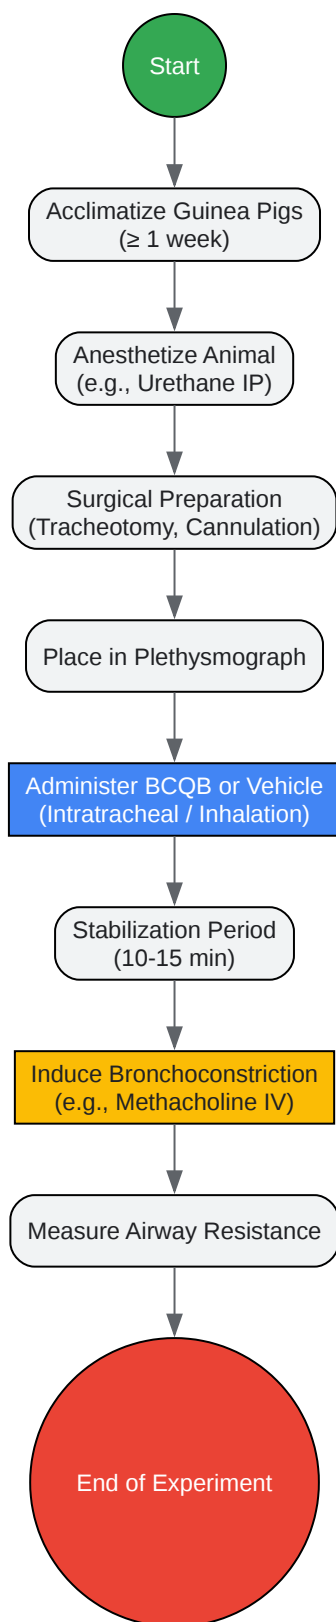 Start
Acclimatize Guinea Pigs
(≥ 1 week)
Anesthetize Animal
(e.g., Urethane IP)
Surgical Preparation
(Tracheotomy, Cannulation)
Place in Plethysmograph
Administer BCQB or Vehicle
(Intratracheal / Inhalation)
Stabilization Period
(10-15 min)
Induce Bronchoconstriction
(e.g., Methacholine IV)
Measure Airway Resistance
End of Experiment